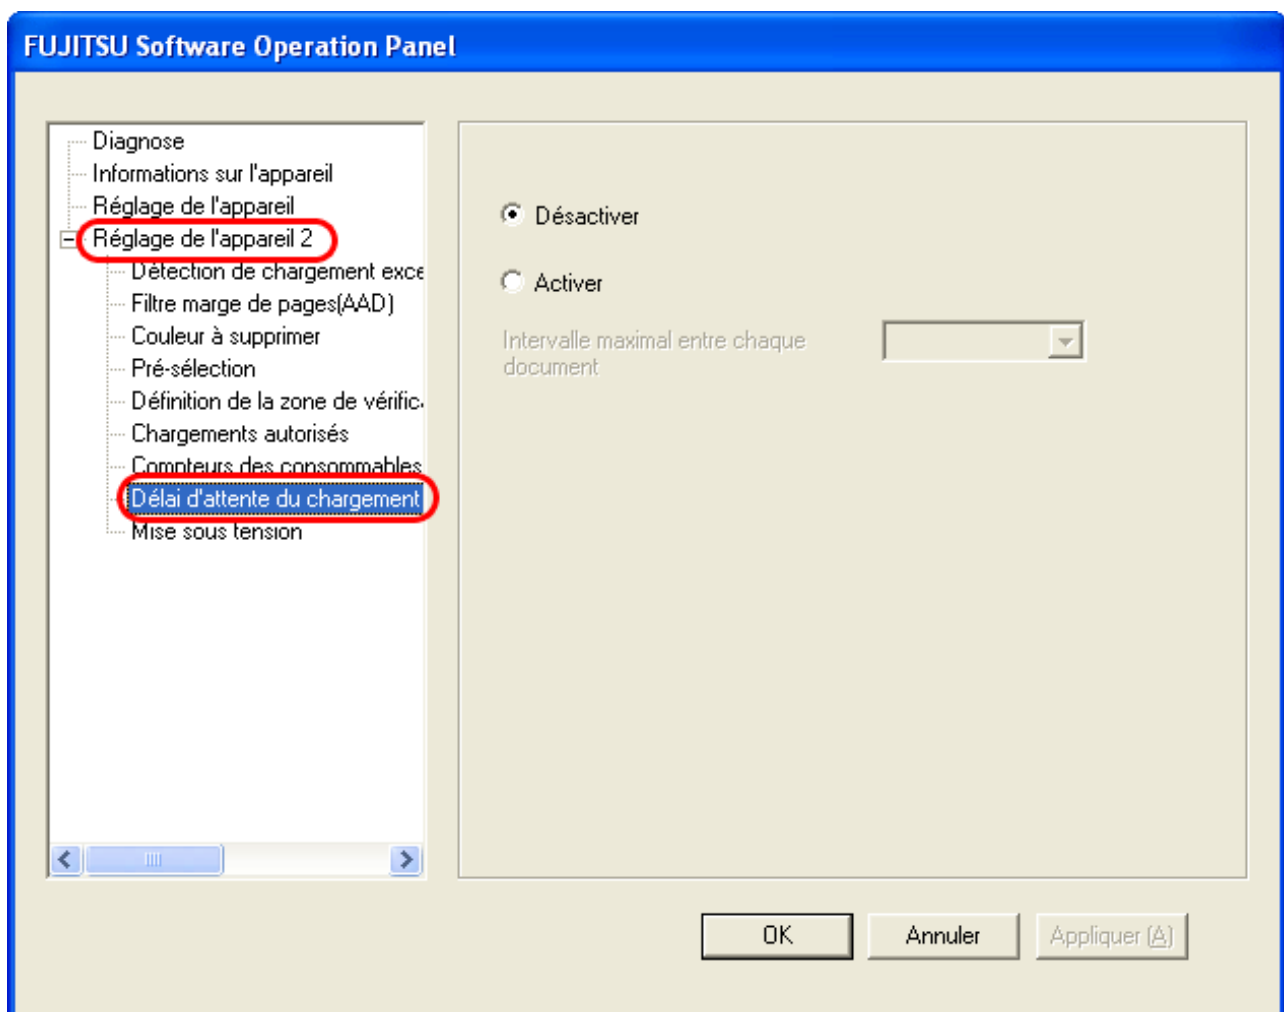 FUJITSU Software Operation Panel
Diagnose
Informations sur l'appareil
Réglage de l'appareil
Réglage de l'appareil 2
Détection de chargement exce
Filtre marge de pages(AAD)
Couleur à supprimer
Pré-sélection
Définition de la zone de vérific
Chargements autorisés
Compteurs des consommables
Délai d'attente du chargement
Mise sous tension
Désactiver
Activer
Intervalle maximal entre chaque
document
OK
Annuler
Appliquer (A)